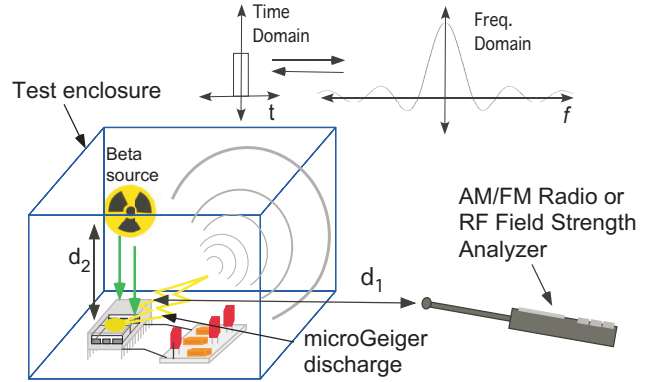 Time
Domain
t
Freq.
Domain
f
Test enclosure
Beta
source
d2
d1
AM/FM Radio or
RF Field Strength
Analyzer
microGeiger
discharge